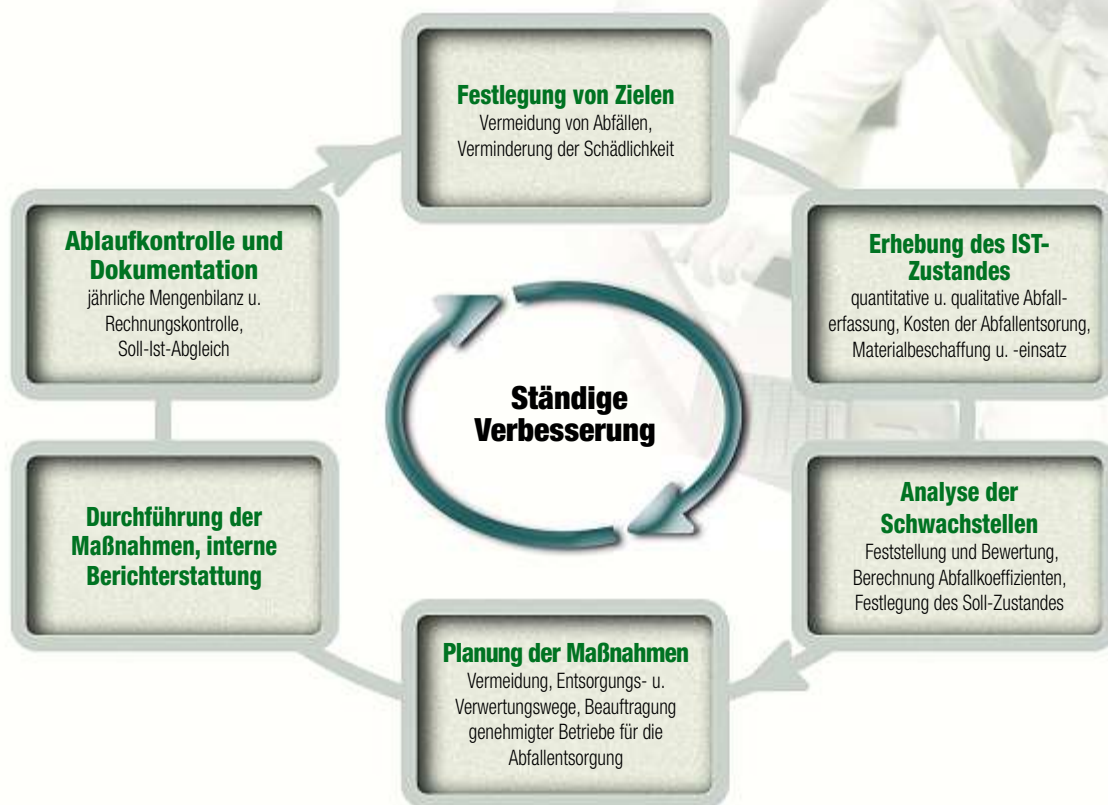 Festlegung von Zielen
Vermeidung von Abfällen,
Verminderung der Schädlichkeit
Erhebung des IST-
Zustandes
quantitative u. qualitative Abfall-
erfassung, Kosten der Abfallentsorung,
Materialbeschaffung u. -einsatz
Analyse der
Schwachstellen
Feststellung und Bewertung,
Berechnung Abfallkoeffizienten,
Festlegung des Soll-Zustandes
Planung der Maßnahmen
Vermeidung, Entsorgungs- u.
Verwertungswege, Beauftragung
genehmigter Betriebe für die
Abfallentsorgung
Durchführung der
Maßnahmen, interne
Berichterstattung
Ablaufkontrolle und
Dokumentation
jährliche Mengenbilanz u.
Rechnungskontrolle,
Soll-Ist-Abgleich
Ständige
Verbesserung